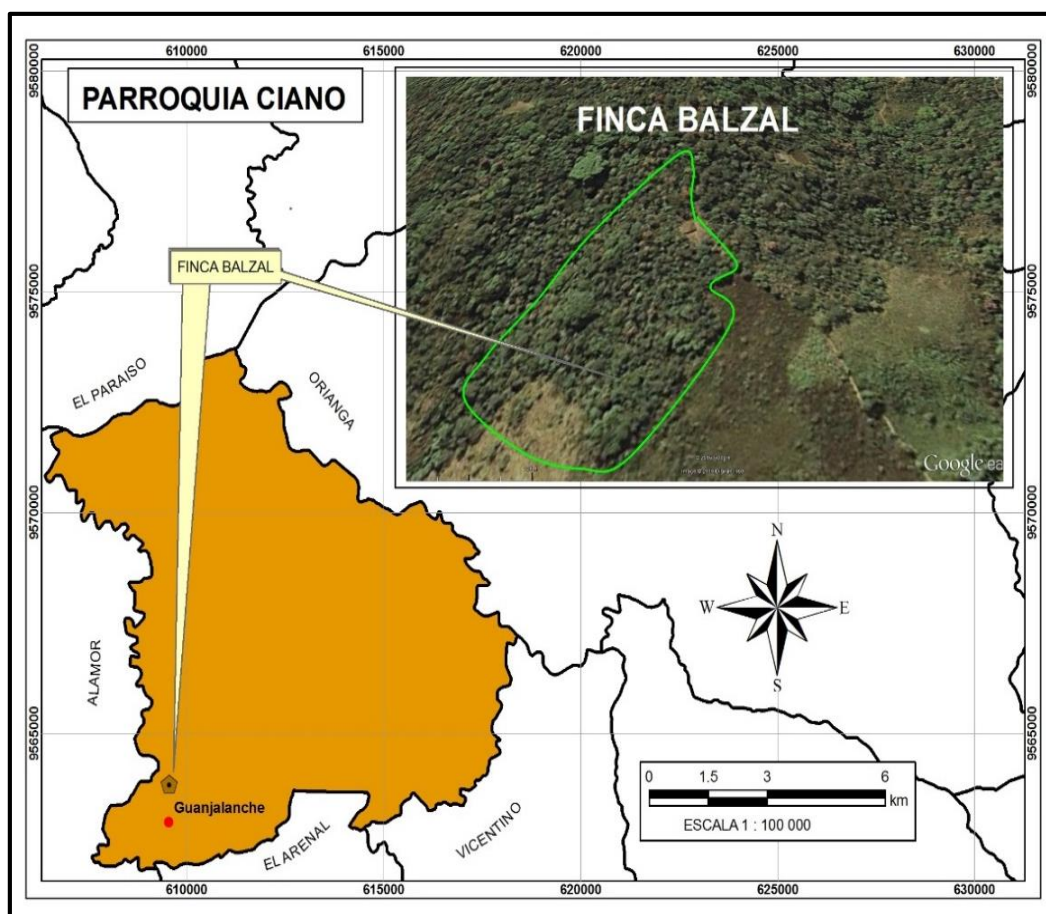 610000
615000
620000
625000
630000
9580000
9580000
PARROQUIA CIANO
FINCA BALZAL
FINCA BALZAL
9575000
9575000
EL PARAISO
ORIANGA
Google ea
9570000
9570000
N
W
E
S
ALAMOR
9565000
9565000
Guanjalanche
0 1.5 3 6
km
ESCALA 1 : 100 000
EL ARENAL
VICENTINO
610000
615000
620000
625000
630000